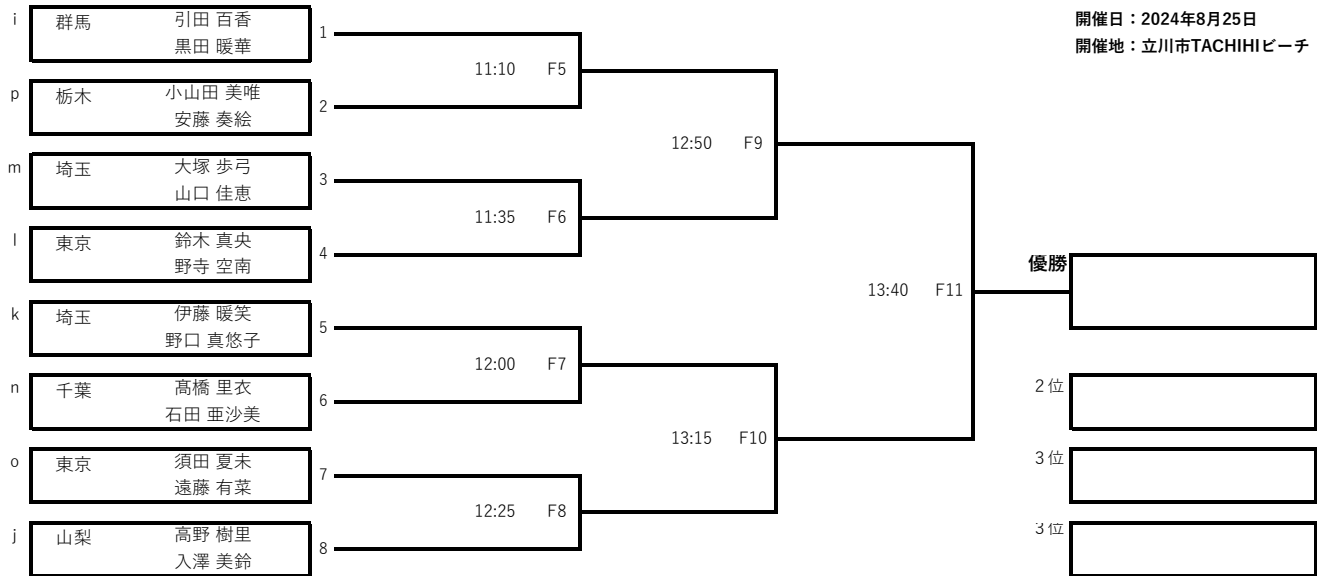 i 群馬 引田 百香 1
黒田 暖華
開催日：2024年8月25日
開催地：立川市TACHIHIビーチ
11:10 F5
p 栃木 小山田 美唯 2
安藤 奏絵
12:50 F9
m 埼玉 大塚 歩弓 3
山口 佳恵
11:35 F6
l 東京 鈴木 真央 4
野寺 空南
優勝
13:40 F11
k 埼玉 伊藤 暖笑 5
野口 真悠子
12:00 F7
n 千葉 髙橋 里衣 6
石田 亜沙美
2位
13:15 F10
o 東京 須田 夏未 7
遠藤 有菜
3位
12:25 F8
j 山梨 高野 樹里 8
入澤 美鈴
3位